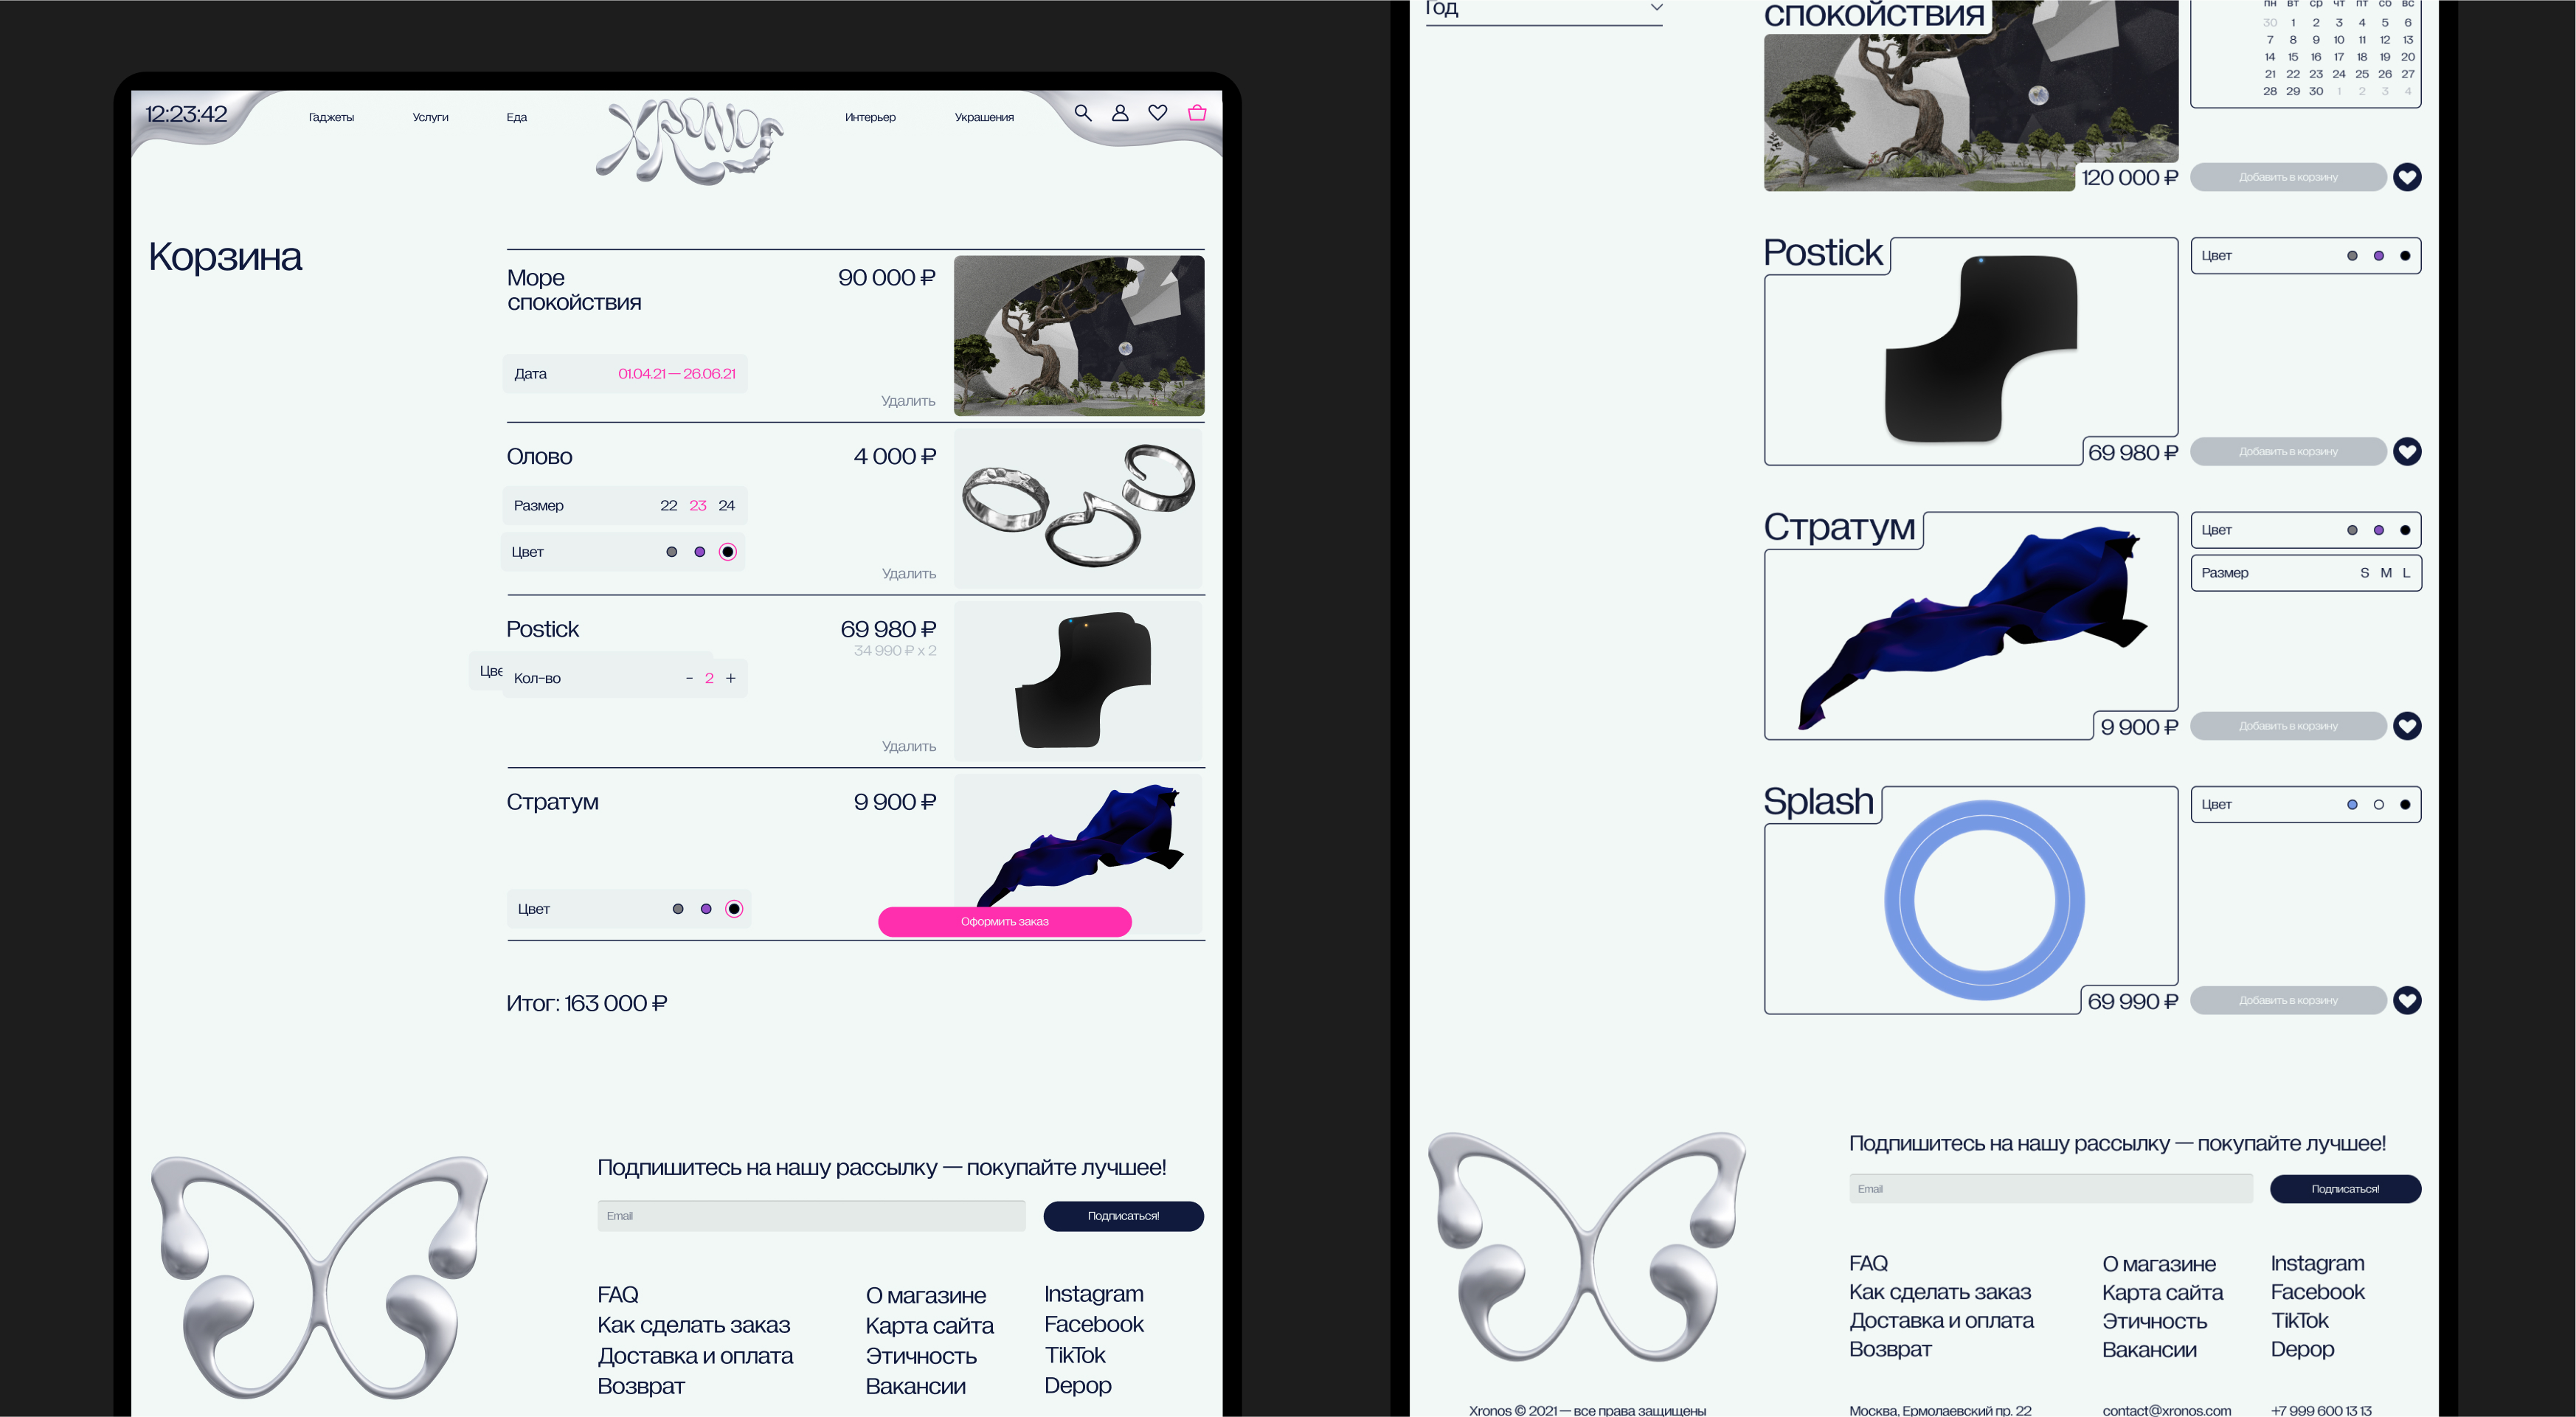 12:23:42
Гаджеты
Услуги
Еда
XRONOS
Интерьер
Украшения
Корзина
Море
спокойствия
90 000 ₽
Дата
01.04.21 — 26.06.21
Удалить
Олово
4 000 ₽
Размер
22 23 24
Цвет
Удалить
Postick
69 980 ₽
34 990 ₽ x 2
Цве
Кол-во
- 2 +
Удалить
Стратум
9 900 ₽
Цвет
Оформить заказ
Итог: 163 000 ₽
Подпишитесь на нашу рассылку — покупайте лучшее!
Email
Подписаться!
FAQ
Как сделать заказ
Доставка и оплата
Возврат
О магазине
Карта сайта
Этичность
Вакансии
Instagram
Facebook
TikTok
Depop
Год
спокойствия
пн вт ср чт пт сб вс
30 1 2 3 4 5 6
7 8 9 10 11 12 13
14 15 16 17 18 19 20
21 22 23 24 25 26 27
28 29 30 1 2 3 4
120 000 ₽
Добавить в корзину
Postick
Цвет
69 980 ₽
Добавить в корзину
Стратум
Цвет
Размер
S M L
9 900 ₽
Добавить в корзину
Splash
Цвет
69 990 ₽
Добавить в корзину
Подпишитесь на нашу рассылку — покупайте лучшее!
Email
Подписаться!
FAQ
Как сделать заказ
Доставка и оплата
Возврат
О магазине
Карта сайта
Этичность
Вакансии
Instagram
Facebook
TikTok
Depop
Xronos © 2021 — все права защищены
Москва, Ермолаевский пр. 22
contact@xronos.com
+7 999 600 13 13